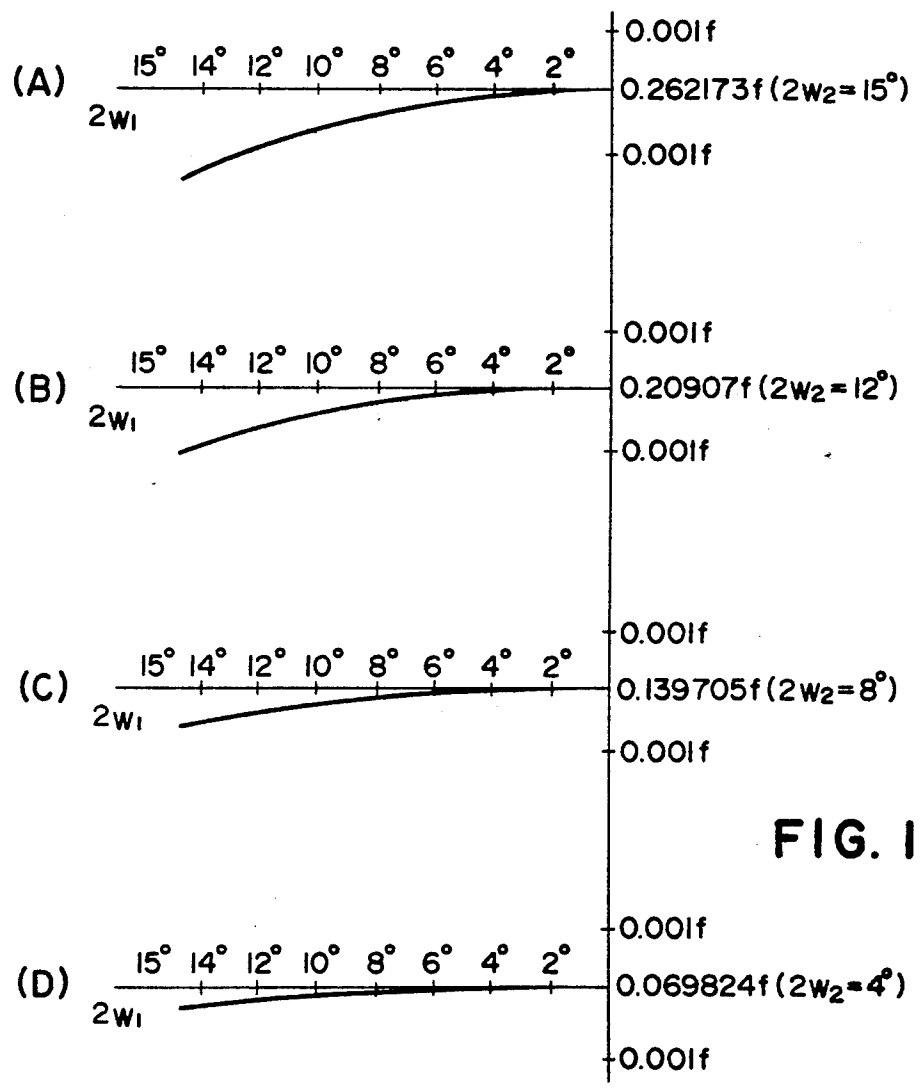 0.001f
15° 14° 12° 10° 8° 6° 4° 2°
(A) 0.262173f (2w₂=15°)
2w₁
0.001f
0.001f
15° 14° 12° 10° 8° 6° 4° 2°
(B) 0.20907f (2w₂=12°)
2w₁
0.001f
0.001f
15° 14° 12° 10° 8° 6° 4° 2°
(C) 0.139705f (2w₂=8°)
2w₁
0.001f
FIG. 1
0.001f
15° 14° 12° 10° 8° 6° 4° 2°
(D) 0.069824f (2w₂=4°)
2w₁
0.001f